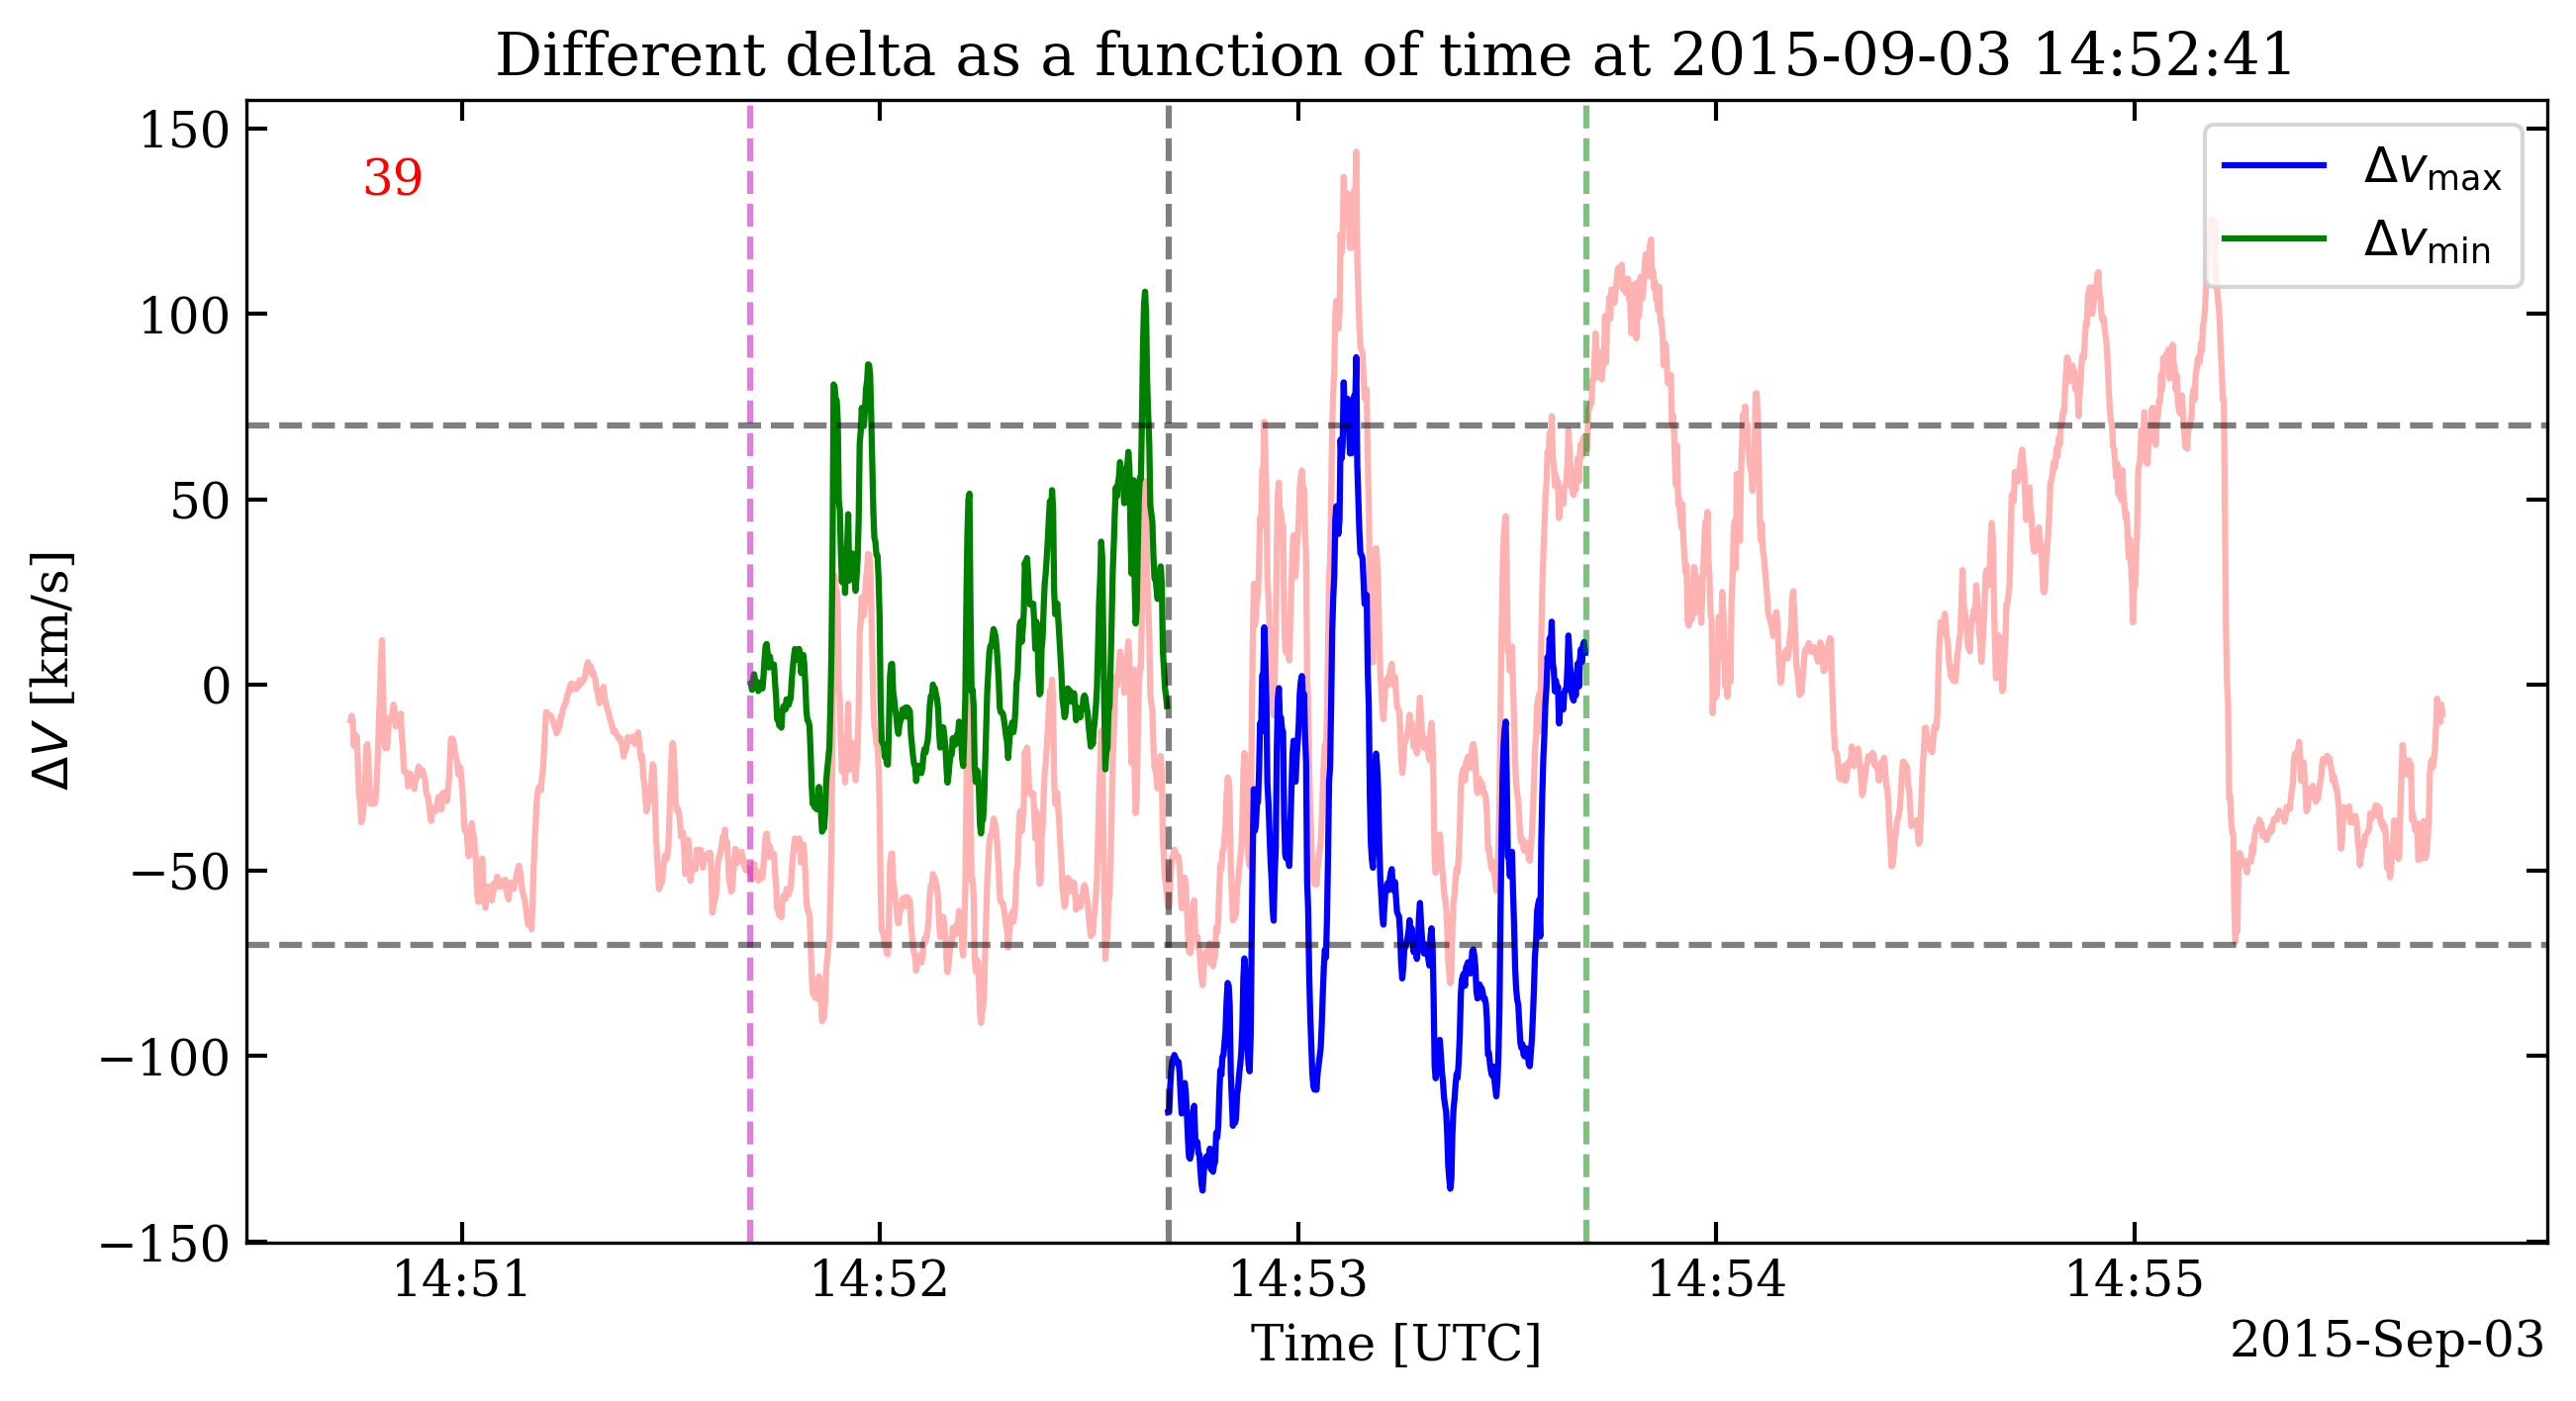 Different delta as a function of time at 2015-09-03 14:52:41
39
Δv_max
Δv_min
ΔV [km/s]
150
100
50
0
−50
−100
−150
14:51 14:52 14:53 14:54 14:55
Time [UTC]
2015-Sep-03